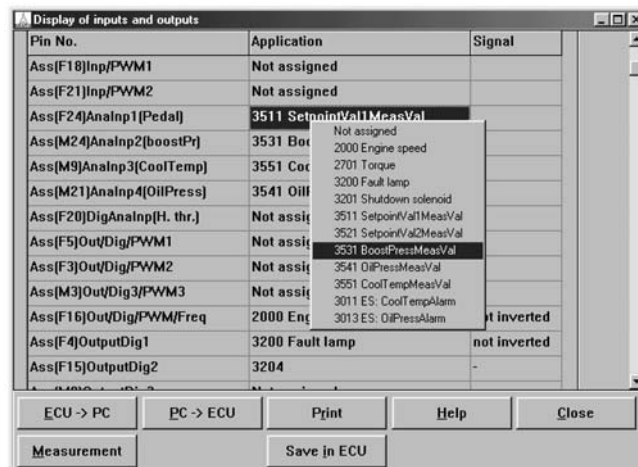 Display of inputs and outputs
Pin No. Application Signal
Ass(F18)Inp/PWM1 Not assigned
Ass(F21)Inp/PWM2 Not assigned
Ass(F24)AnaInp1(Pedal) 3511 SetpointVal1MeasVal
Ass(M24)AnaInp2(boostPr) 3531 Boo
Ass(M9)AnaInp3(CoolTemp) 3551 Coo
Ass(M21)AnaInp4(OilPress) 3541 OilP
Ass(F20)DigAnaInp(H. thr.) Not assig
Ass(F5)Out/Dig/PWM1 Not assig
Ass(F3)Out/Dig/PWM2 Not assig
Ass(M3)Out/Dig3/PWM3 Not assig
Ass(F16)Out/Dig/PWM/Freq 2000 Eng not inverted
Ass(F4)OutputDig1 3200 Fault lamp not inverted
Ass(F15)OutputDig2 3204 -
Not assigned
2000 Engine speed
2701 Torque
3200 Fault lamp
3201 Shutdown solenoid
3511 SetpointVal1MeasVal
3521 SetpointVal2MeasVal
3531 BoostPressMeasVal
3541 OilPressMeasVal
3551 CoolTempMeasVal
3011 ES: CoolTempAlarm
3013 ES: OilPressAlarm
ECU -> PC PC -> ECU Print Help Close
Measurement Save in ECU